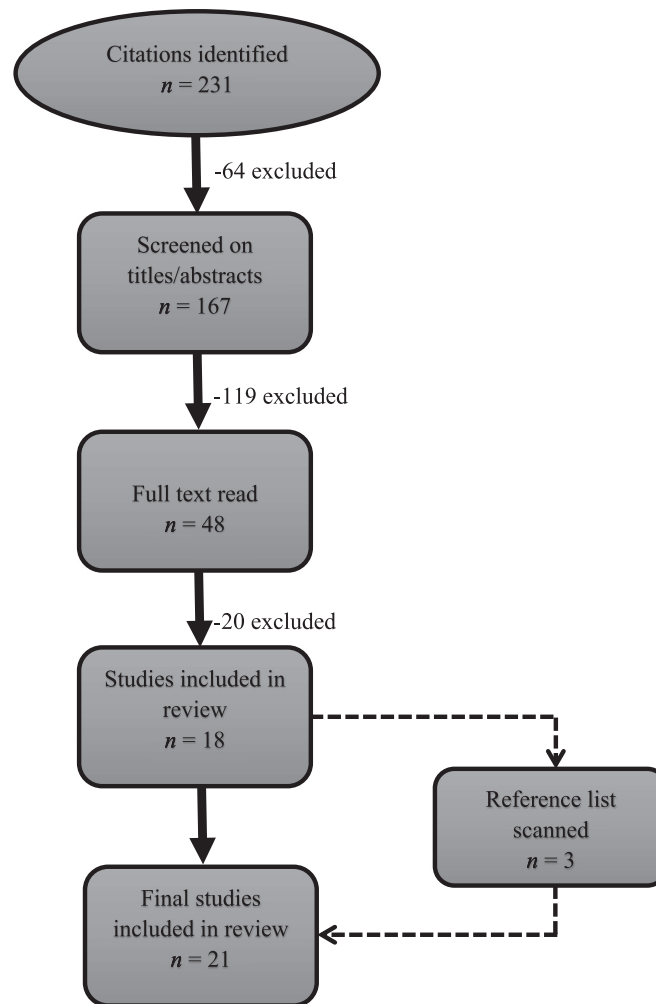 Citations identified
n = 231
-64 excluded
Screened on
titles/abstracts
n = 167
-119 excluded
Full text read
n = 48
-20 excluded
Studies included in
review
n = 18
Reference list
scanned
n = 3
Final studies
included in review
n = 21